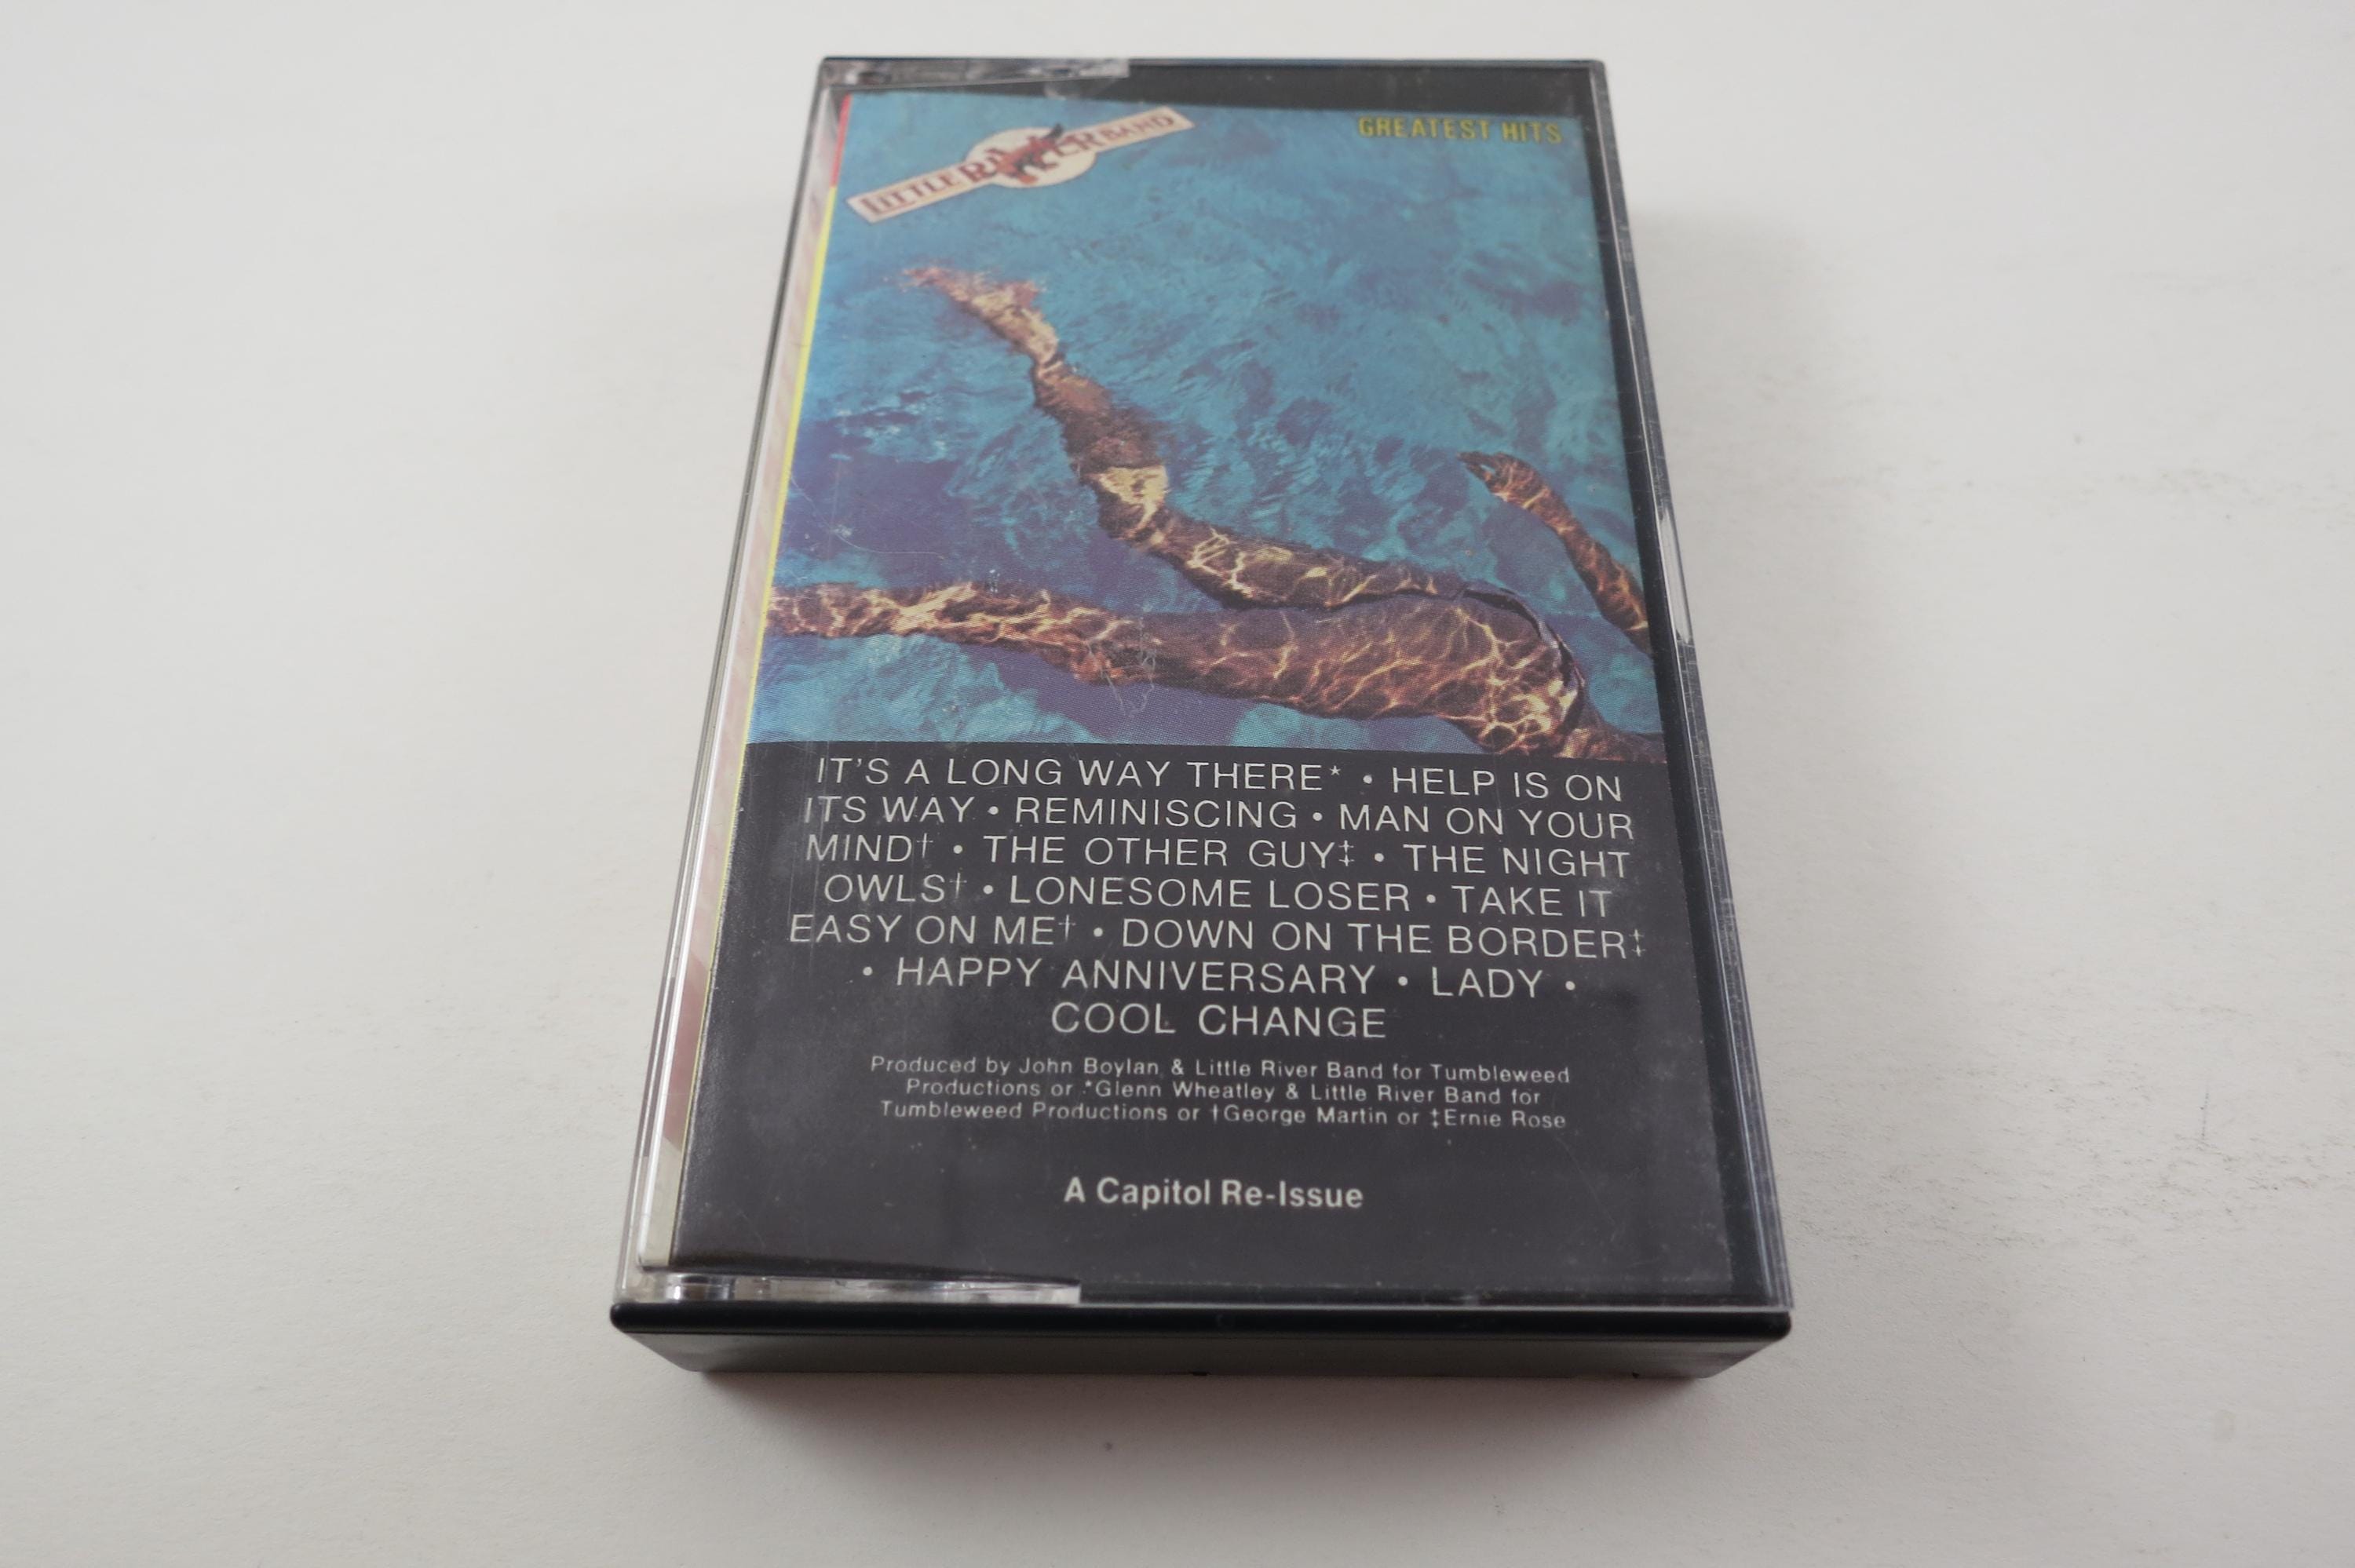 LITTLE RIVER BAND
GREATEST HITS
IT'S A LONG WAY THERE* • HELP IS ON
ITS WAY • REMINISCING • MAN ON YOUR
MIND† • THE OTHER GUY‡ • THE NIGHT
OWLS† • LONESOME LOSER • TAKE IT
EASY ON ME† • DOWN ON THE BORDER‡
• HAPPY ANNIVERSARY • LADY •
COOL CHANGE
Produced by John Boylan & Little River Band for Tumbleweed
Productions or *Glenn Wheatley & Little River Band for
Tumbleweed Productions or †George Martin or ‡Ernie Rose
A Capitol Re-Issue